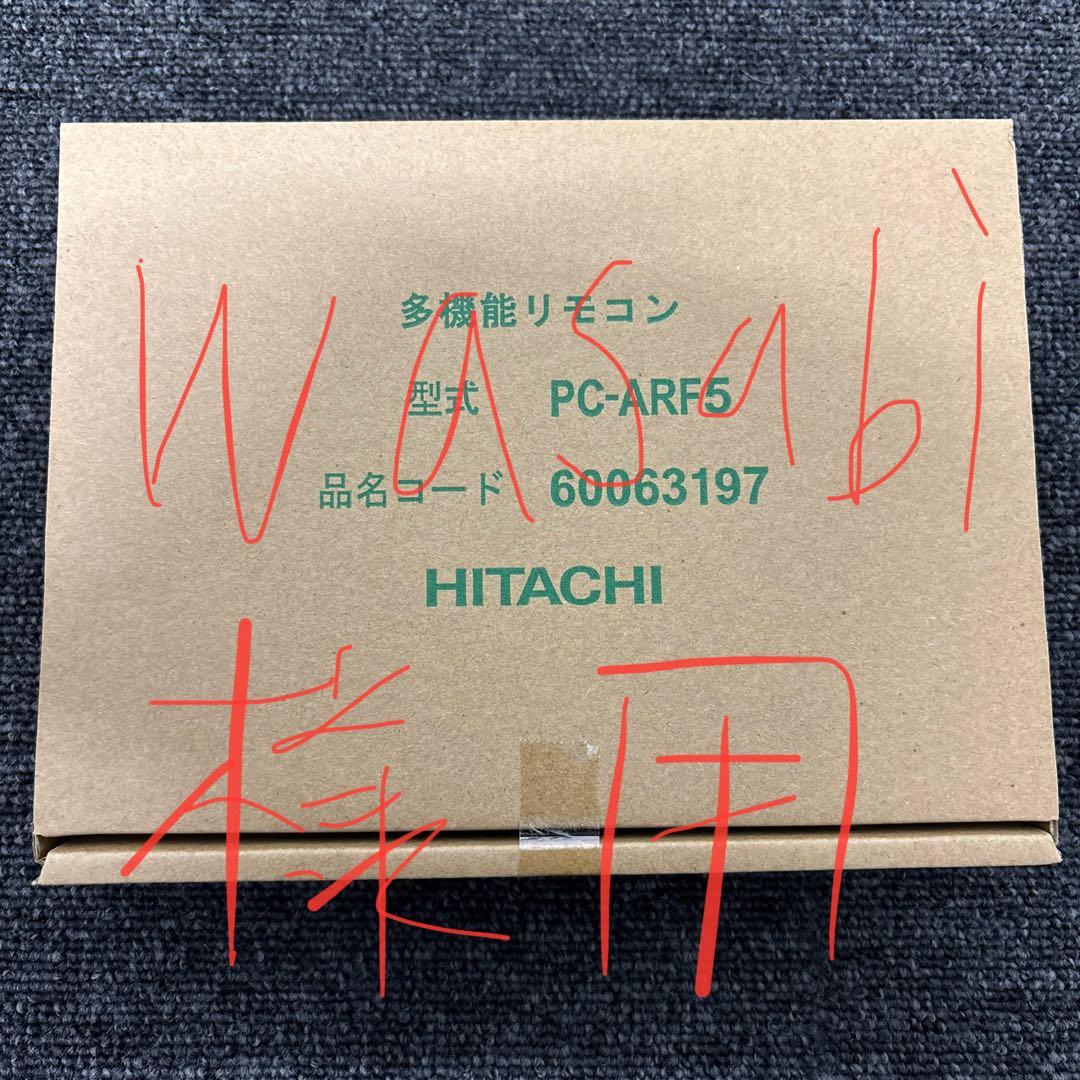 wasabi
多機能リモコン
型式 PC-ARF5
品名コード 60063197
HITACHI
様用